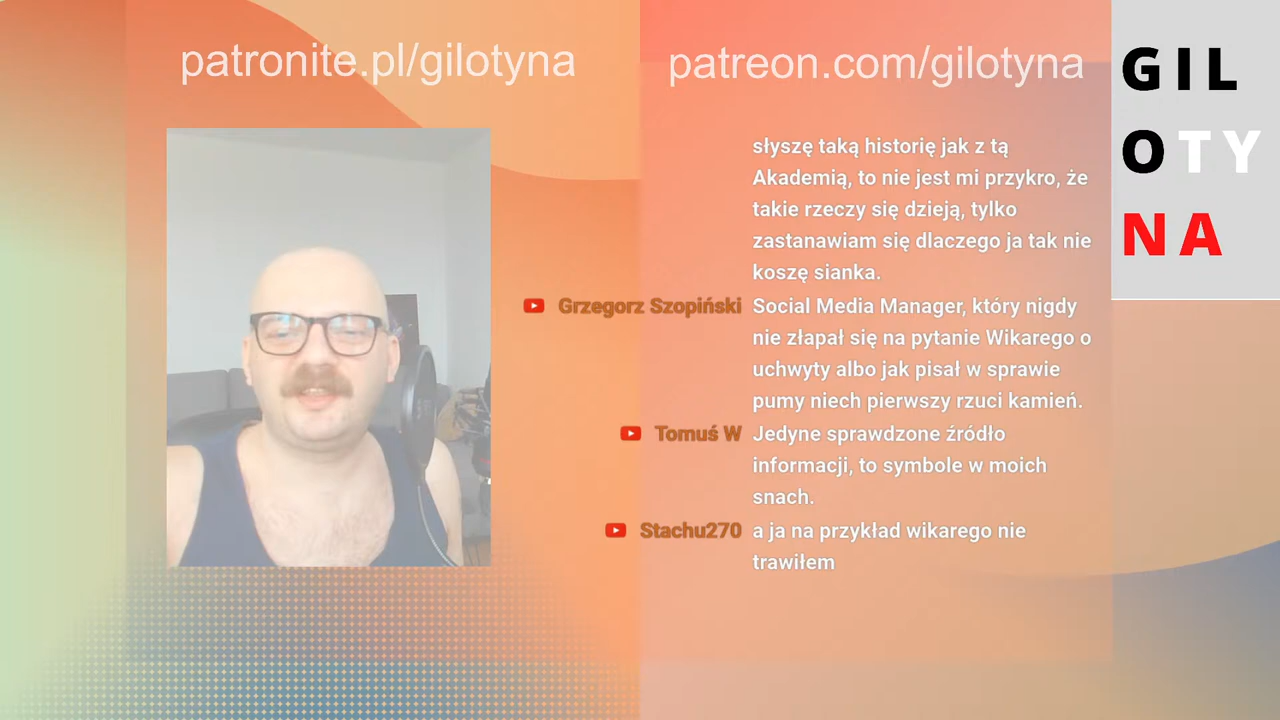 patronite.pl/gilotyna
patreon.com/gilotyna
GIL
OTY
NA
słyszę taką historię jak z tą
Akademią, to nie jest mi przykro, że
takie rzeczy się dzieją, tylko
zastanawiam się dlaczego ja tak nie
koszę sianka.
Grzegorz Szopiński Social Media Manager, który nigdy
nie złapał się na pytanie Wikarego o
uchwyty albo jak pisał w sprawie
pumy niech pierwszy rzuci kamień.
Tomuś W Jedyne sprawdzone źródło
informacji, to symbole w moich
snach.
Stachu270 a ja na przykład wikarego nie
trawiłem